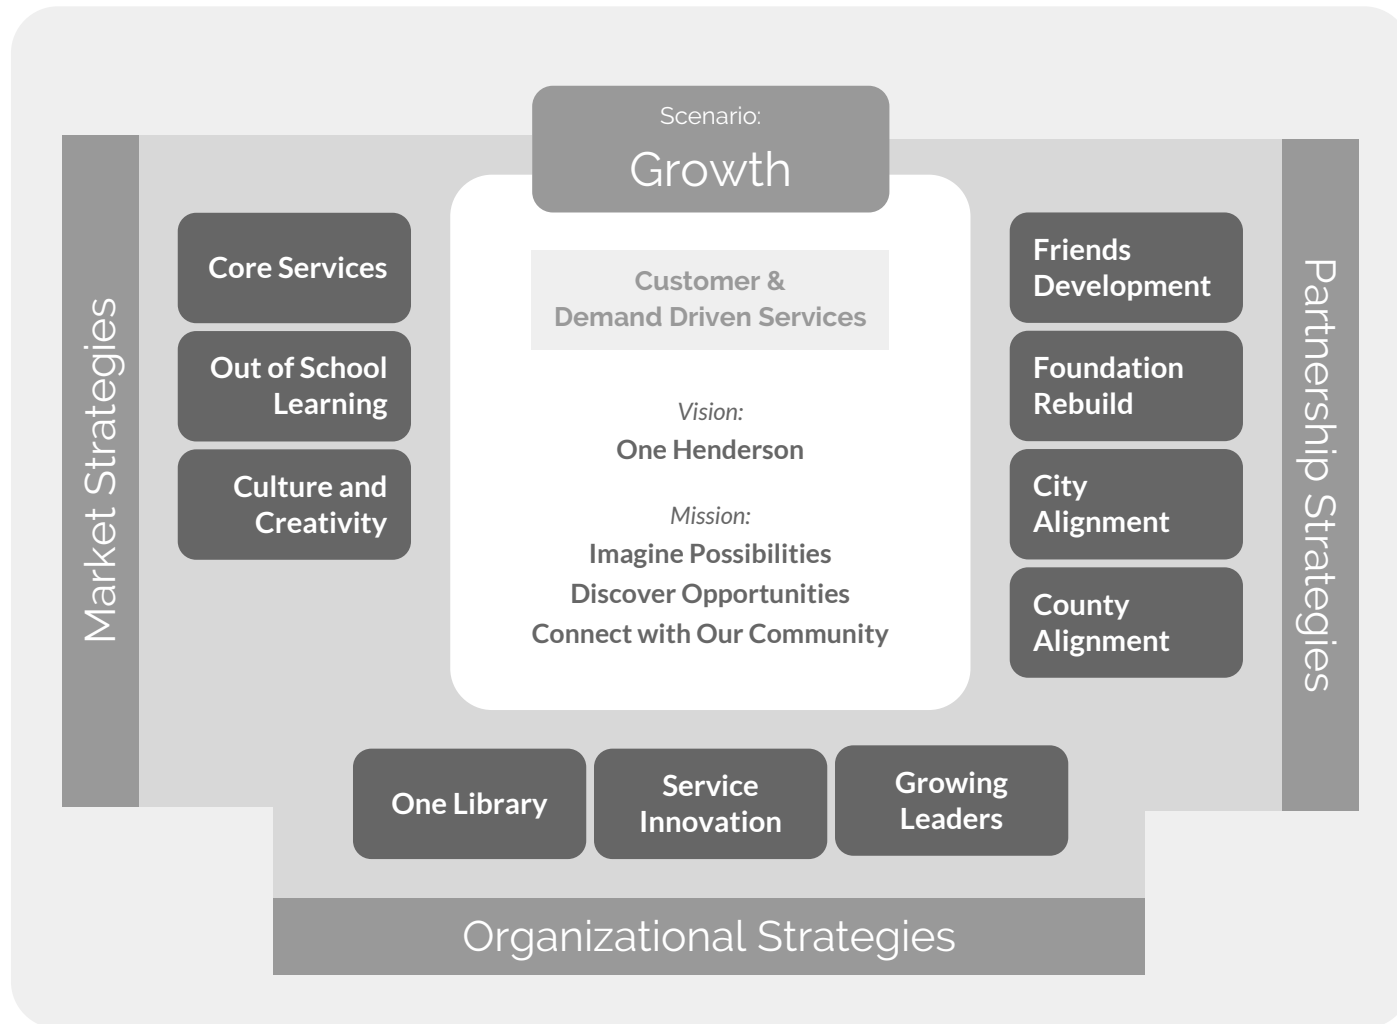 Scenario:
Growth
Market Strategies
Core Services
Out of School
Learning
Culture and
Creativity
Customer &
Demand Driven Services
Vision:
One Henderson
Mission:
Imagine Possibilities
Discover Opportunities
Connect with Our Community
Friends
Development
Foundation
Rebuild
City
Alignment
County
Alignment
Partnership Strategies
One Library
Service
Innovation
Growing
Leaders
Organizational Strategies